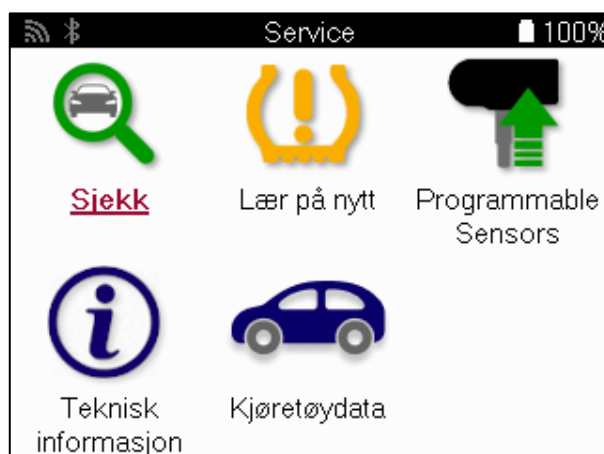 Service 100%
Sjekk
Lær på nytt
Programmable
Sensors
Teknisk
informasjon
Kjøretøydata